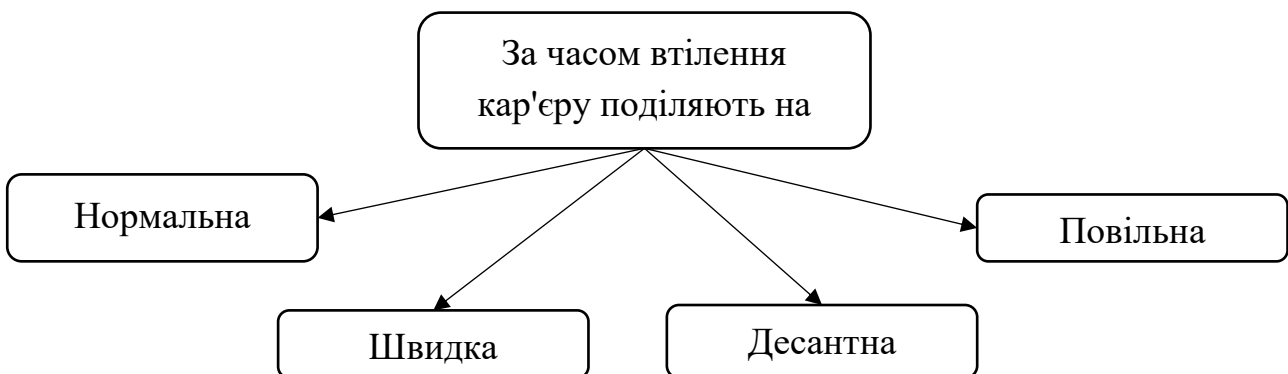 За часом втілення
кар'єру поділяють на
Нормальна
Повільна
Швидка
Десантна